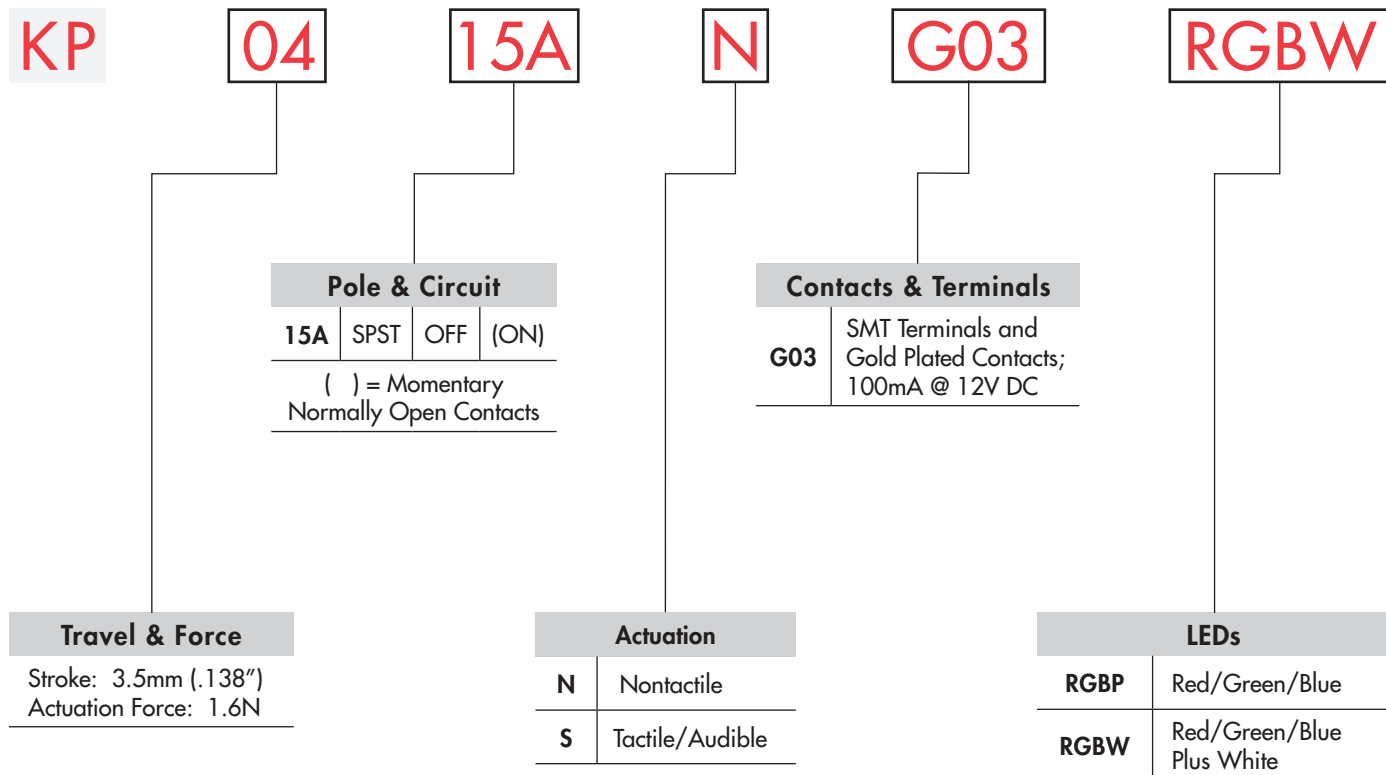 KP 04 15A N G03 RGBW
Pole & Circuit
15A SPST OFF (ON)
( ) = Momentary
Normally Open Contacts
Contacts & Terminals
G03 SMT Terminals and
Gold Plated Contacts;
100mA @ 12V DC
Travel & Force
Stroke: 3.5mm (.138″)
Actuation Force: 1.6N
Actuation
N Nontactile
S Tactile/Audible
LEDs
RGBP Red/Green/Blue
RGBW Red/Green/Blue
Plus White